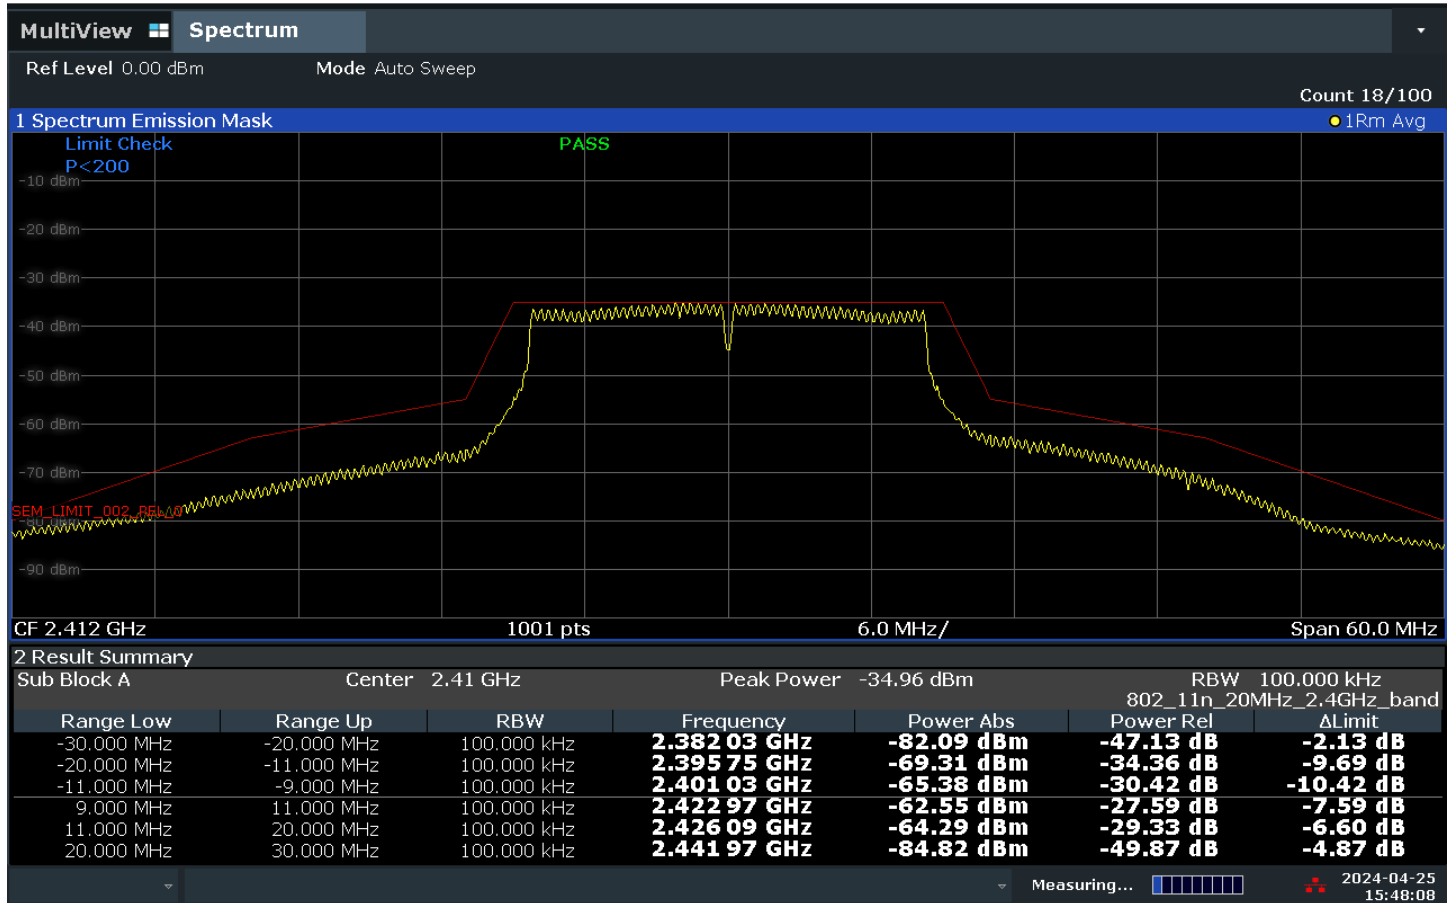 MultiView Spectrum
Ref Level 0.00 dBm Mode Auto Sweep
Count 18/100
1 Spectrum Emission Mask 1Rm Avg
Limit Check PASS
P<200
-10 dBm
-20 dBm
-30 dBm
-40 dBm
-50 dBm
-60 dBm
-70 dBm
SEM_LIMIT_002_REL_0
-80 dBm
-90 dBm
CF 2.412 GHz 1001 pts 6.0 MHz/ Span 60.0 MHz
2 Result Summary
Sub Block A Center 2.41 GHz Peak Power -34.96 dBm RBW 100.000 kHz
802_11n_20MHz_2.4GHz_band
Range Low Range Up RBW Frequency Power Abs Power Rel ΔLimit
-30.000 MHz -20.000 MHz 100.000 kHz 2.382 03 GHz -82.09 dBm -47.13 dB -2.13 dB
-20.000 MHz -11.000 MHz 100.000 kHz 2.395 75 GHz -69.31 dBm -34.36 dB -9.69 dB
-11.000 MHz -9.000 MHz 100.000 kHz 2.401 03 GHz -65.38 dBm -30.42 dB -10.42 dB
9.000 MHz 11.000 MHz 100.000 kHz 2.422 97 GHz -62.55 dBm -27.59 dB -7.59 dB
11.000 MHz 20.000 MHz 100.000 kHz 2.426 09 GHz -64.29 dBm -29.33 dB -6.60 dB
20.000 MHz 30.000 MHz 100.000 kHz 2.441 97 GHz -84.82 dBm -49.87 dB -4.87 dB
Measuring... 2024-04-25
15:48:08